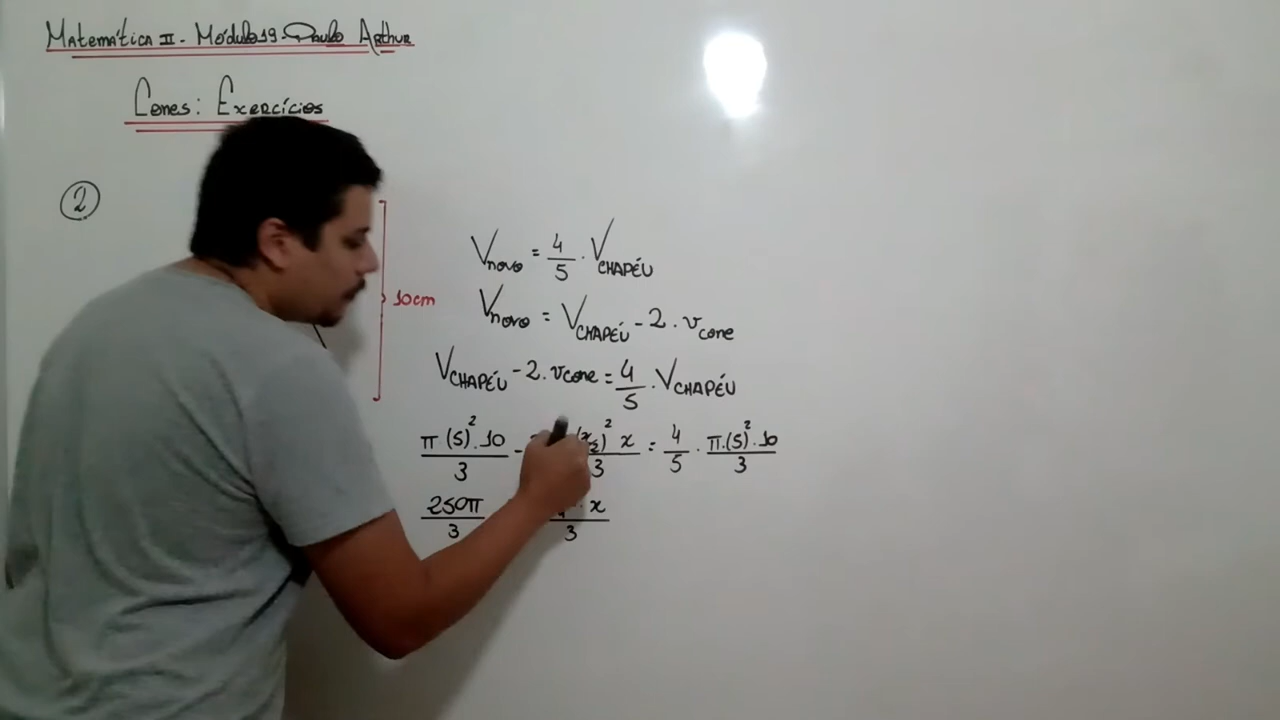 Matemática II - Módulo 19 - Paulo Arthur
Cones: Exercícios
2
10cm
Vnovo = 4/5 . VCHAPÉU
Vnovo = VCHAPÉU - 2 . vcone
VCHAPÉU - 2 . vcone = 4/5 . VCHAPÉU
π (5)² . 10 / 3 - (x/2)² x / 3 = 4/5 . π . (5)² . 10 / 3
250π / 3 . x / 3